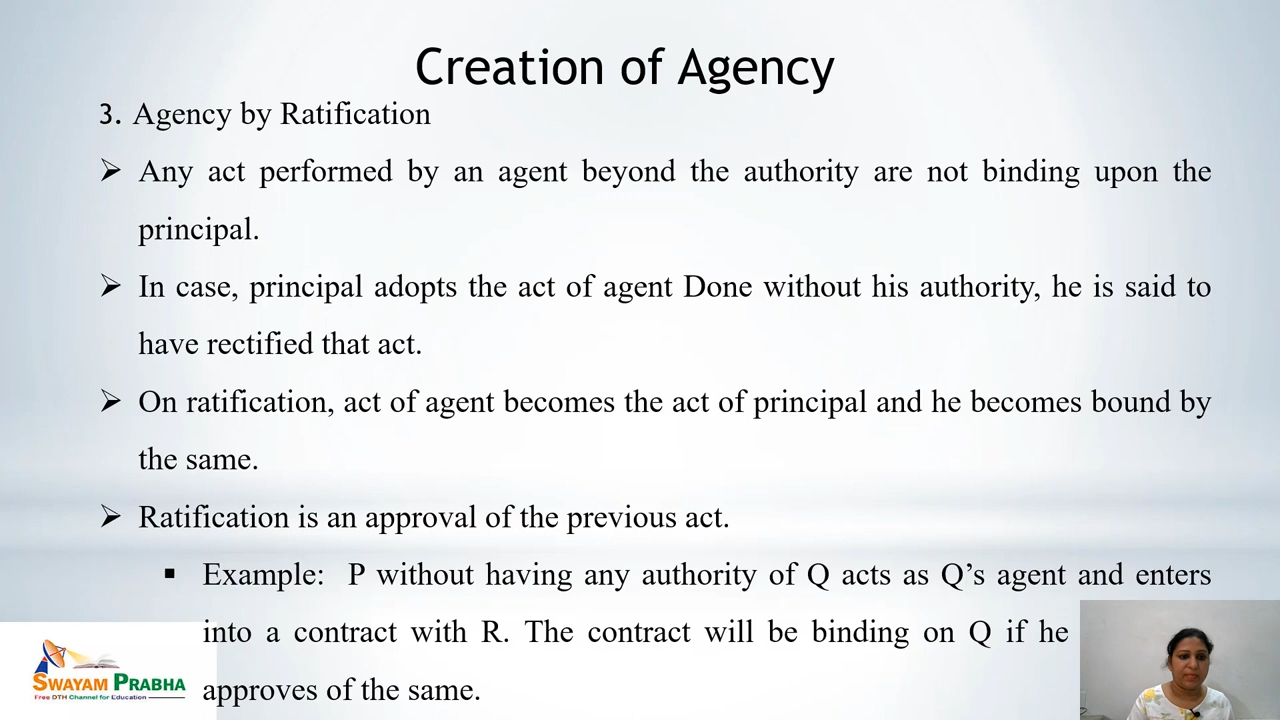 Creation of Agency
3. Agency by Ratification
➢ Any act performed by an agent beyond the authority are not binding upon the
principal.
➢ In case, principal adopts the act of agent Done without his authority, he is said to
have rectified that act.
➢ On ratification, act of agent becomes the act of principal and he becomes bound by
the same.
➢ Ratification is an approval of the previous act.
▪ Example: P without having any authority of Q acts as Q’s agent and enters
into a contract with R. The contract will be binding on Q if he
approves of the same.
SWAYAM PRABHA
Free DTH Channel for Education